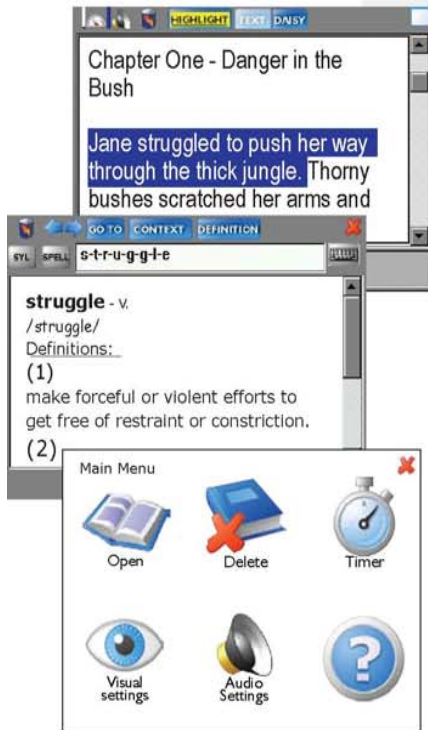 HIGHLIGHT TEXT DAISY
Chapter One - Danger in the
Bush
Jane struggled to push her way
through the thick jungle. Thorny
bushes scratched her arms and
GO TO CONTEXT DEFINITION
SYL SPELL s-t-r-u-g-g-l-e
struggle - v.
/struggle/
Definitions:
(1)
make forceful or violent efforts to
get free of restraint or constriction.
(2)
Main Menu
Open Delete Timer
Visual
settings
Audio
Settings
?